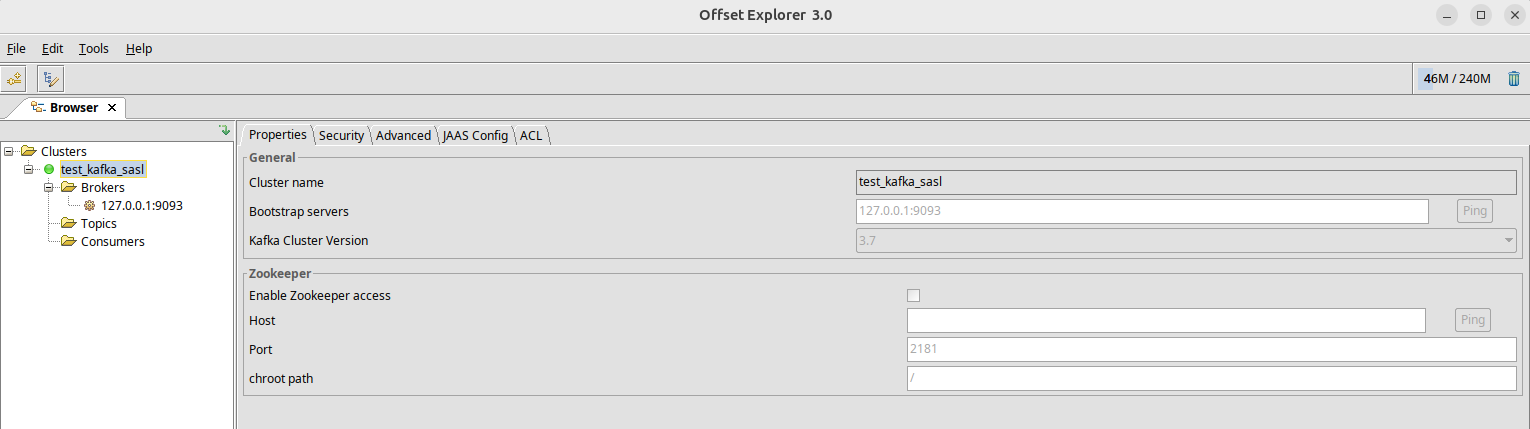 Offset Explorer 3.0
File Edit Tools Help
46M / 240M
Browser
Clusters
test_kafka_sasl
Brokers
127.0.0.1:9093
Topics
Consumers
Properties Security Advanced JAAS Config ACL
General
Cluster name test_kafka_sasl
Bootstrap servers 127.0.0.1:9093 Ping
Kafka Cluster Version 3.7
Zookeeper
Enable Zookeeper access
Host Ping
Port 2181
chroot path /